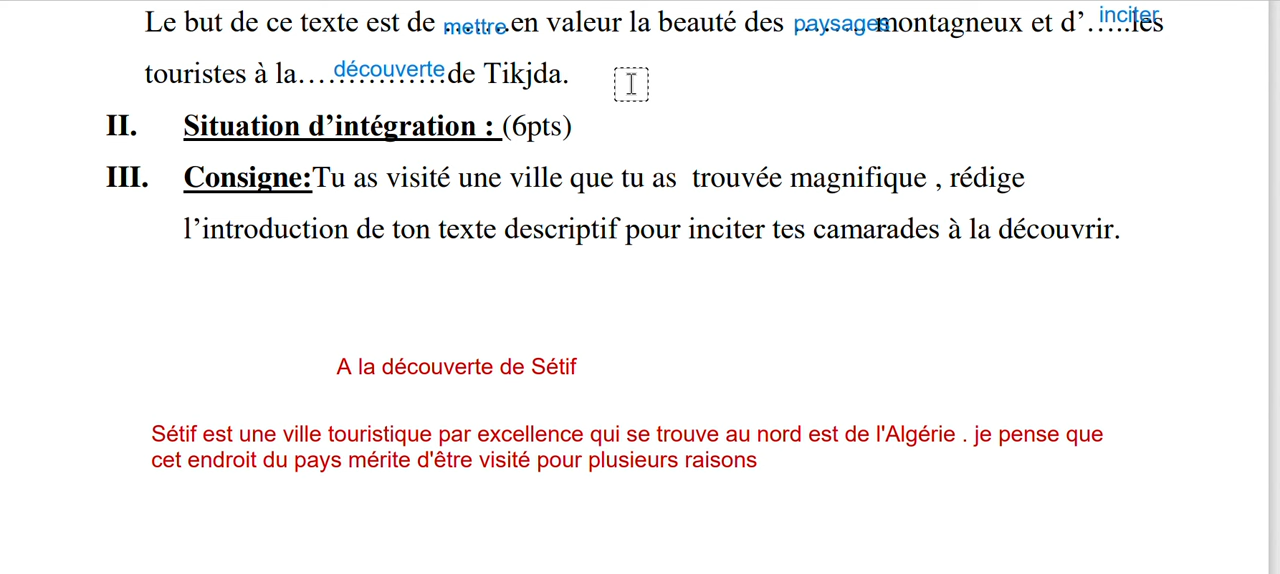 Le but de ce texte est de mettre en valeur la beauté des paysages montagneux et d’inciter les
touristes à la découverte de Tikjda.
II. Situation d’intégration : (6pts)
III. Consigne:Tu as visité une ville que tu as trouvée magnifique , rédige
l’introduction de ton texte descriptif pour inciter tes camarades à la découvrir.
A la découverte de Sétif
Sétif est une ville touristique par excellence qui se trouve au nord est de l'Algérie . je pense que
cet endroit du pays mérite d'être visité pour plusieurs raisons